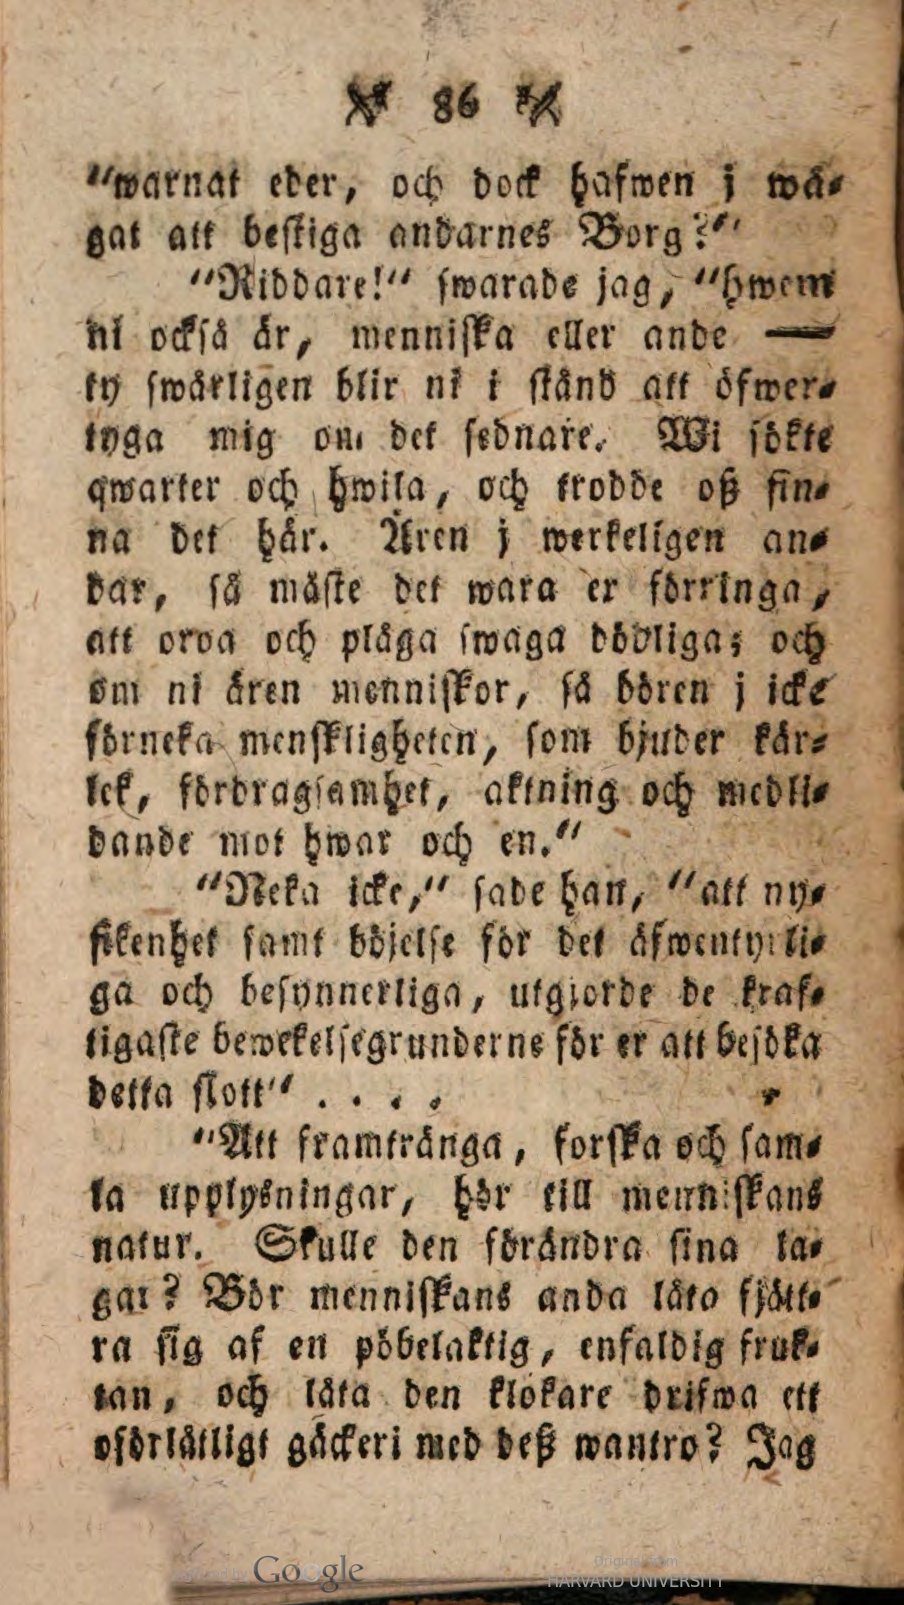 86
"warnat eder, och dock hafwen j wå-
gat att bestiga andarnes Borg?"
"Riddare!" swarade jag, "hwem
ni också är, menniska eller ande —
ty swårligen blir ni i stånd att öfwer-
tyga mig om det sednare. Wi sökte
qwarter och hwila, och trodde oß fin-
na det här. Ären j werkeligen an-
dar, så måste det wara er förringa,
att oroa och plåga swaga dödliga; och
om ni ären menniskor, så bören j icke
förneka menskligheten, som bjuder kär-
lek, fördragsamhet, aktning och medli-
dande mot hwar och en."
"Neka icke," sade han, "att ny-
fikenhet samt böjelse för det äfwentyrli-
ga och besynnerliga, utgjorde de kraf-
tigaste bewekelsegrunderne för er att besöka
detta slott" . . . .
"Att framtränga, forska och sam-
la upplysningar, hör till menniskans
natur. Skulle den förändra sina la-
gar? Bör menniskans anda låta fjätt-
ra sig af en pöbelaktig, enfaldig fruk-
tan, och låta den klokare drifwa ett
oförlåtligt gäckeri med deß wantro? Jag
Google
Original from
HARVARD UNIVERSITY